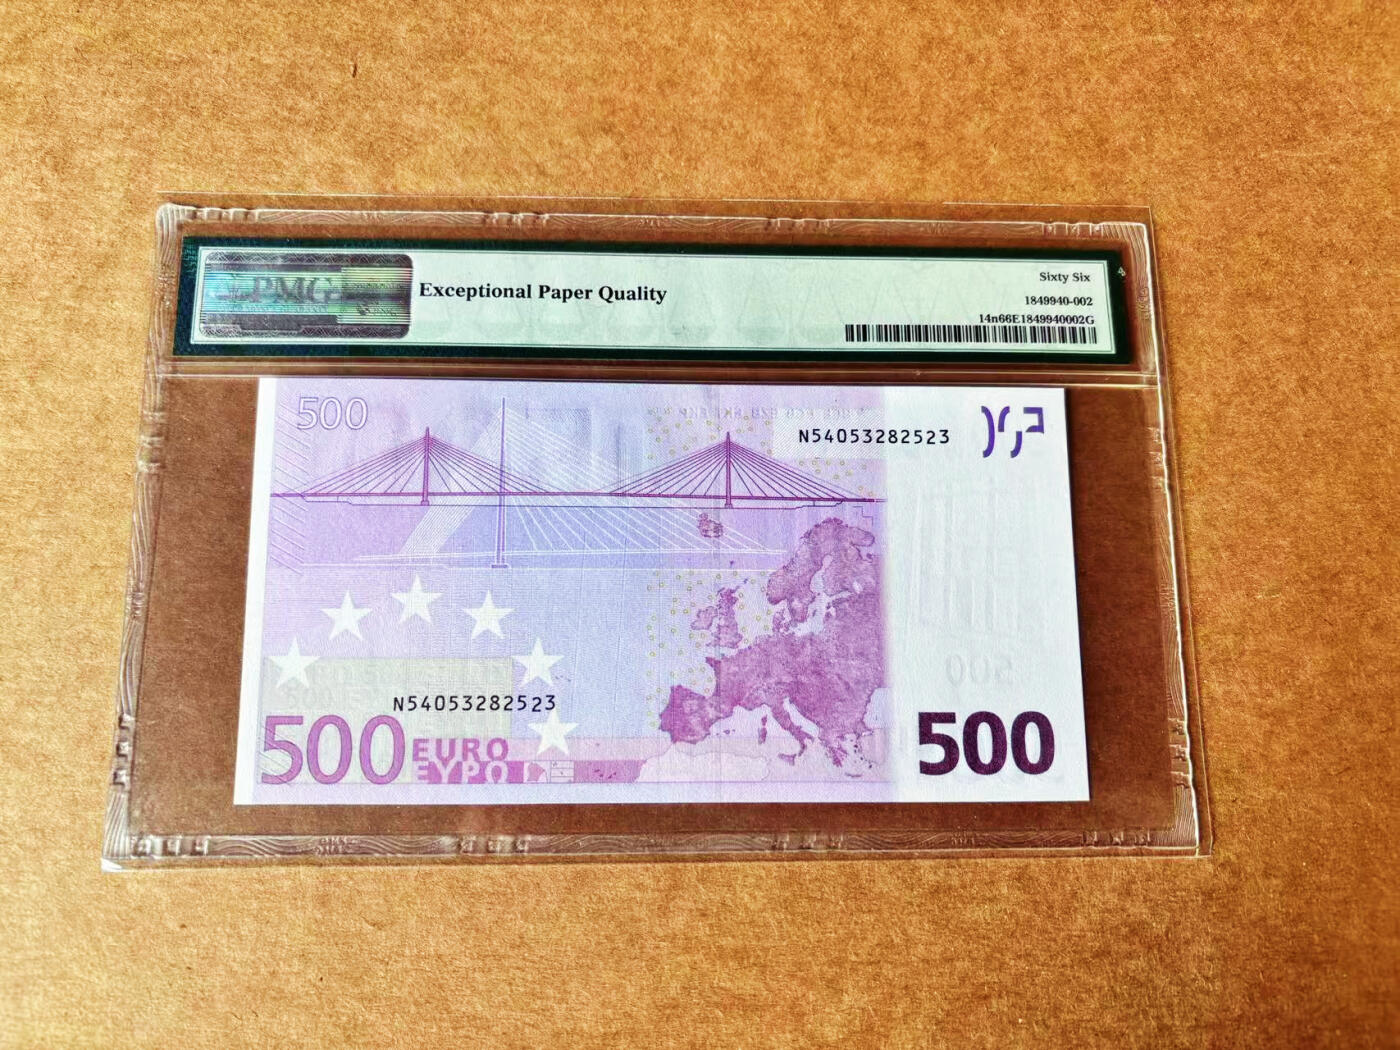 PMG
Exceptional Paper Quality
Sixty Six
1849940-002
14n66E1849940002G
500
N54053282523
N54053282523
500 EURO
ΕΥΡΩ
500